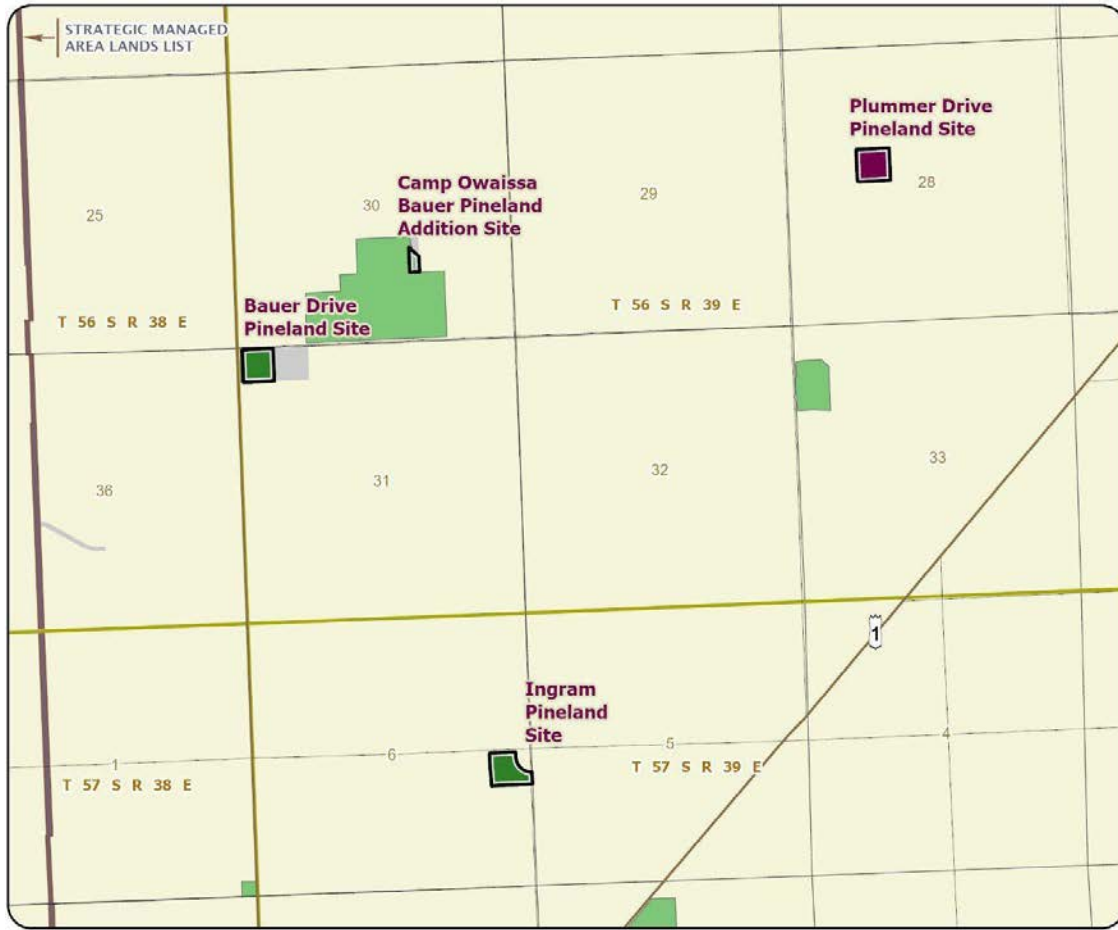 STRATEGIC MANAGED
AREA LANDS LIST
Plummer Drive
Pineland Site
28
Camp Owaissa
Bauer Pineland
Addition Site
29
30
25
Bauer Drive
Pineland Site
T 56 S R 38 E
T 56 S R 39 E
33
32
31
36
1
Ingram
Pineland
Site
4
5
6
1
T 57 S R 39 E
T 57 S R 38 E